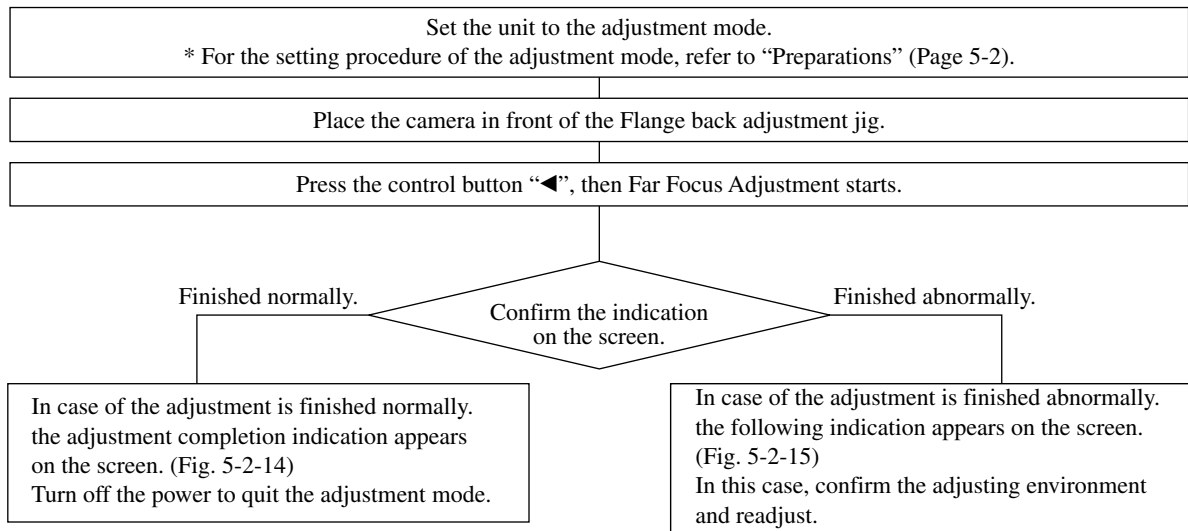 Set the unit to the adjustment mode.
* For the setting procedure of the adjustment mode, refer to “Preparations” (Page 5-2).
Place the camera in front of the Flange back adjustment jig.
Press the control button “◀”, then Far Focus Adjustment starts.
Finished normally.
Confirm the indication
on the screen.
Finished abnormally.
In case of the adjustment is finished normally.
the adjustment completion indication appears
on the screen. (Fig. 5-2-14)
Turn off the power to quit the adjustment mode.
In case of the adjustment is finished abnormally.
the following indication appears on the screen.
(Fig. 5-2-15)
In this case, confirm the adjusting environment
and readjust.